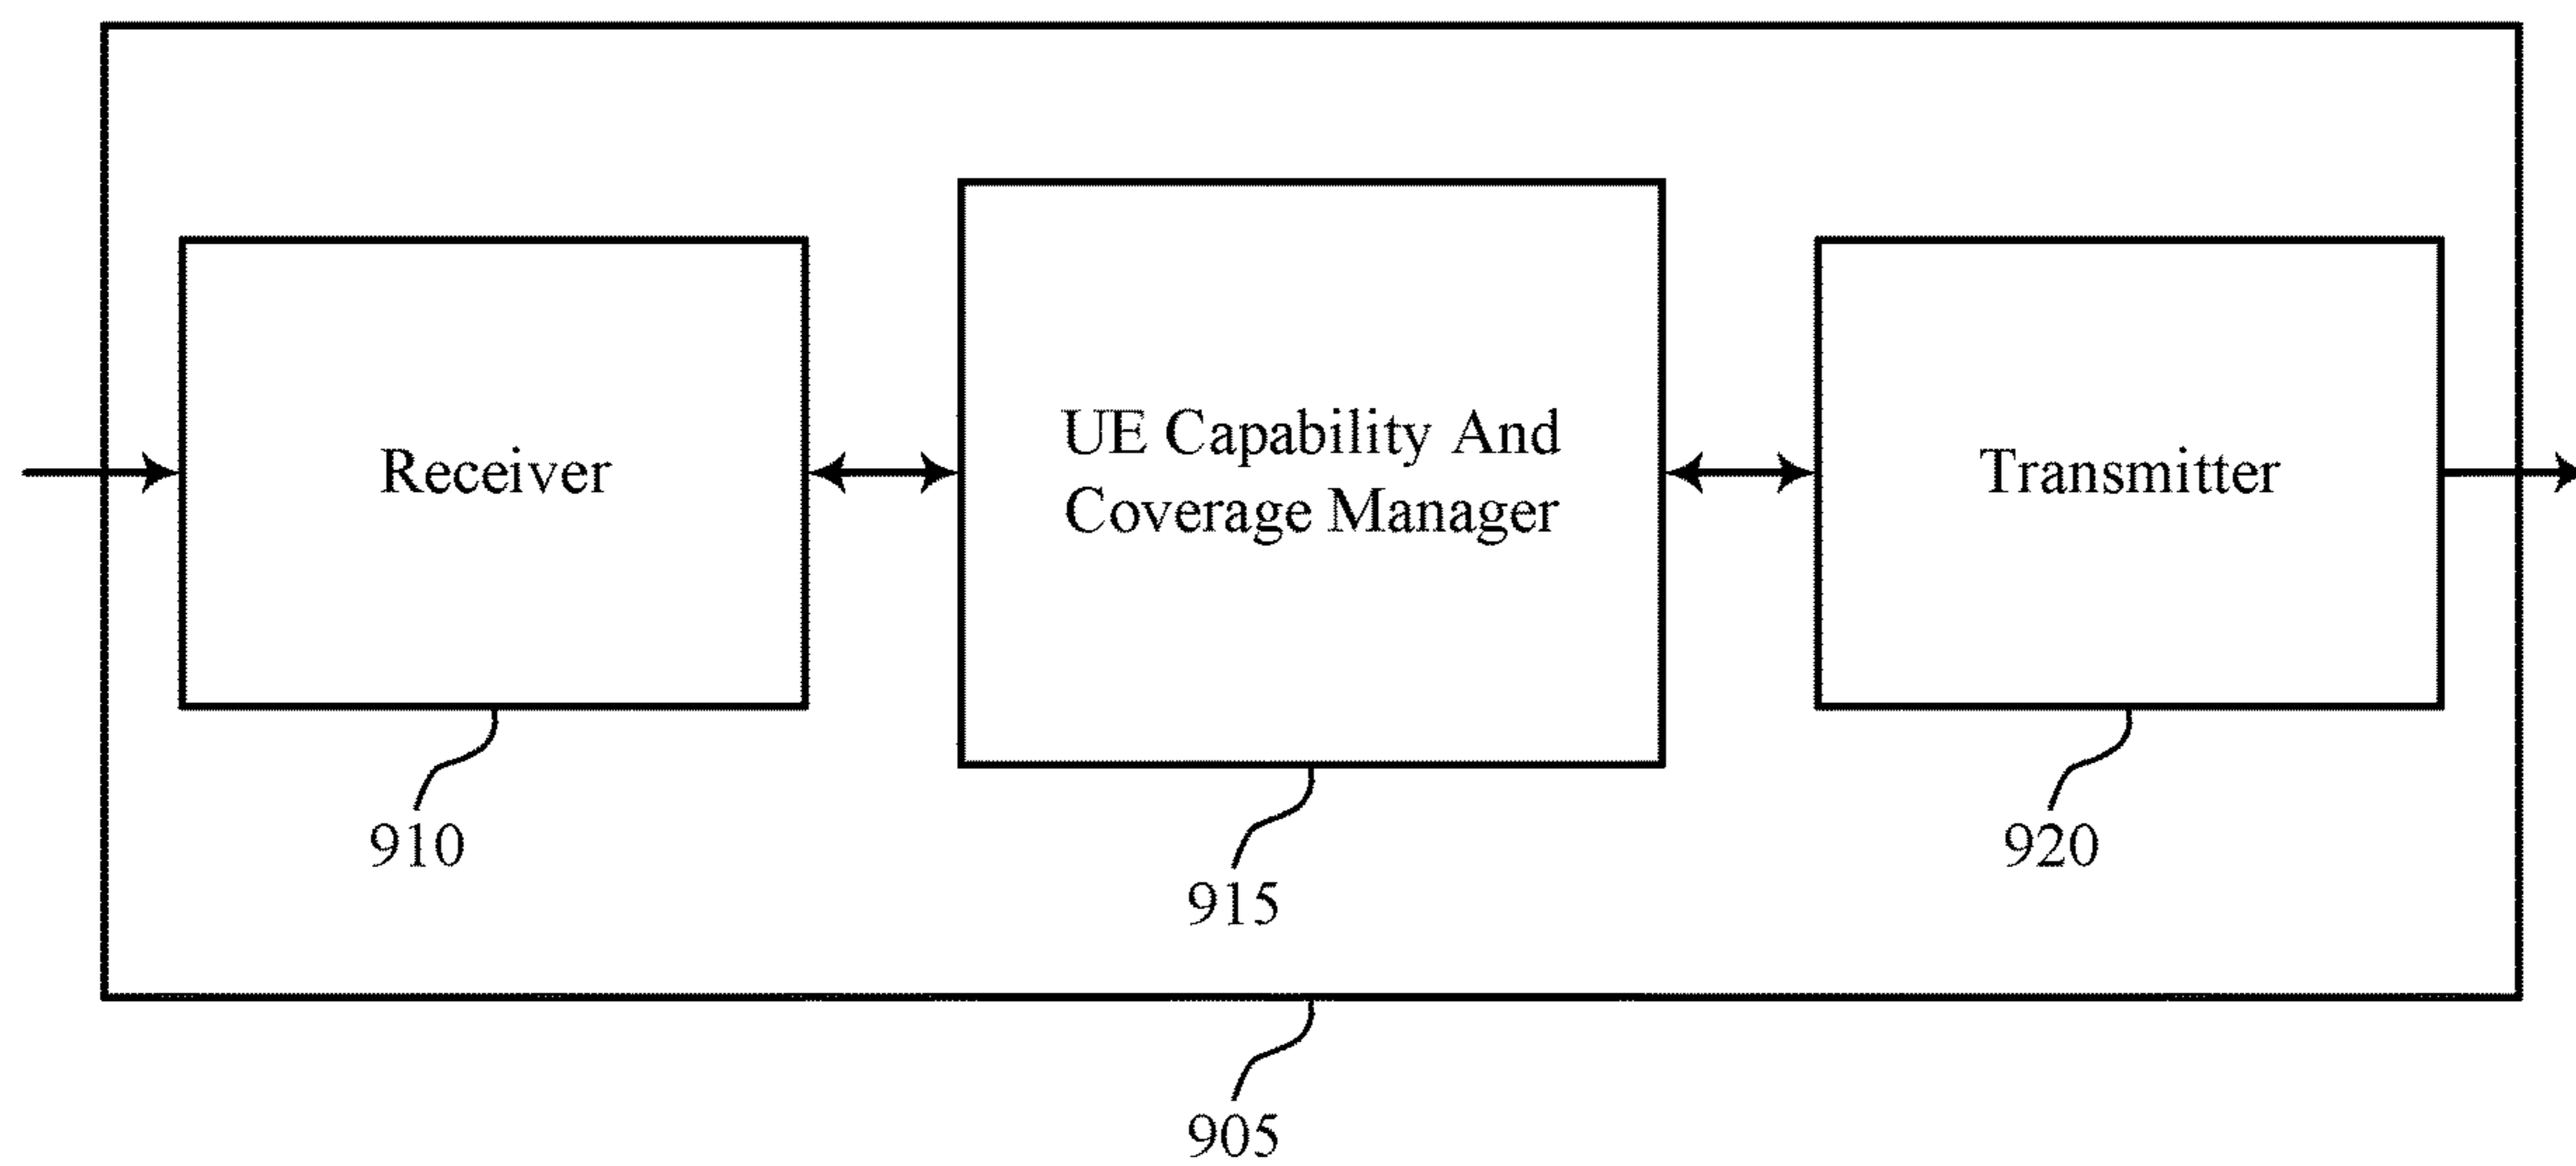 Receiver
UE Capability And
Coverage Manager
Transmitter
910
915
920
905